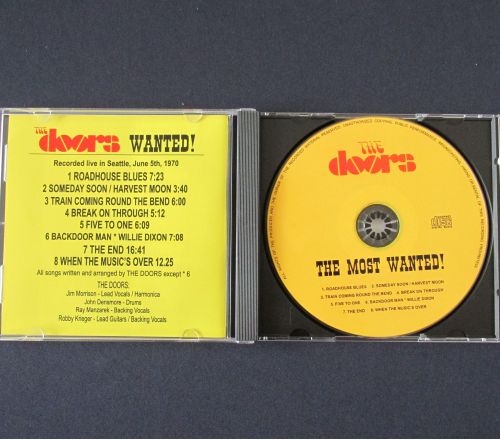 THE
doors WANTED!
Recorded live in Seattle, June 5th, 1970
1 ROADHOUSE BLUES 7:23
2 SOMEDAY SOON / HARVEST MOON 3:40
3 TRAIN COMING ROUND THE BEND 6:00
4 BREAK ON THROUGH 5:12
5 FIVE TO ONE 6:09
6 BACKDOOR MAN * WILLIE DIXON 7:08
7 THE END 16:41
8 WHEN THE MUSIC'S OVER 12.25
All songs written and arranged by THE DOORS except * 6
THE DOORS:
Jim Morrison - Lead Vocals / Harmonica
John Densmore - Drums
Ray Manzarek - Backing Vocals
Robby Krieger - Lead Guitars / Backing Vocals
THE
doors
THE MOST WANTED!
1. ROADHOUSE BLUES 2. SOMEDAY SOON / HARVEST MOON
3. TRAIN COMING ROUND THE BEND 4. BREAK ON THROUGH
5. FIVE TO ONE 6. BACKDOOR MAN * WILLIE DIXON
7. THE END 8. WHEN THE MUSIC'S OVER